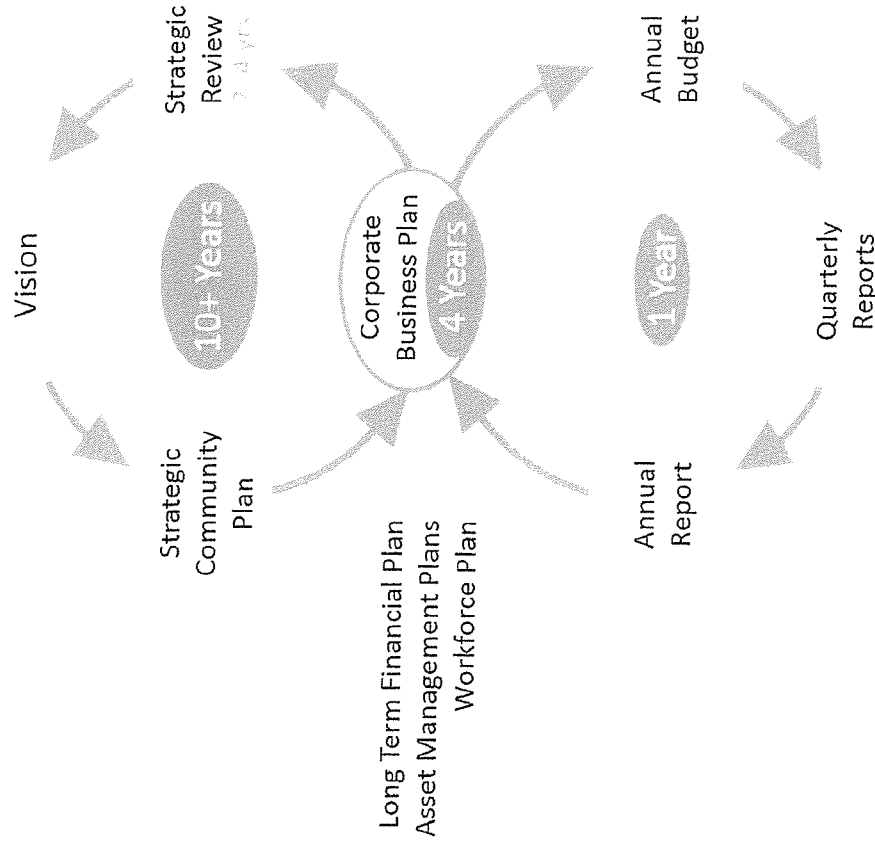 Vision
Strategic
Community
Plan
10+ Years
Strategic
Review
Long Term Financial Plan
Asset Management Plans
Workforce Plan
Corporate
Business Plan
4 Years
Annual
Report
1 Year
Annual
Budget
Quarterly
Reports